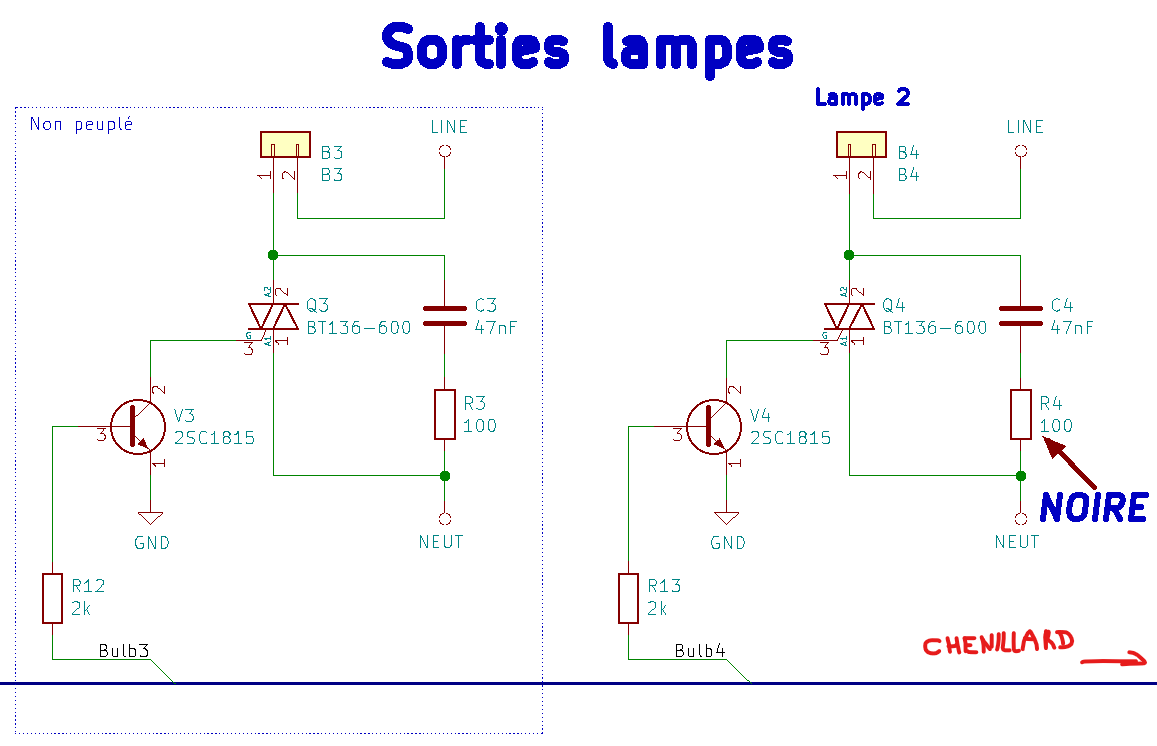 Sorties lampes
Lampe 2
Non peuplé
LINE
B3
B3
1
2
A2
2
Q3
BT136-600
G
3
A1
1
C3
47nF
2
V3
2SC1815
3
1
R3
100
GND
NEUT
R12
2k
Bulb3
LINE
B4
B4
1
2
A2
2
Q4
BT136-600
G
3
A1
1
C4
47nF
2
V4
2SC1815
3
1
R4
100
NOIRE
GND
NEUT
R13
2k
Bulb4
CHENILLARD